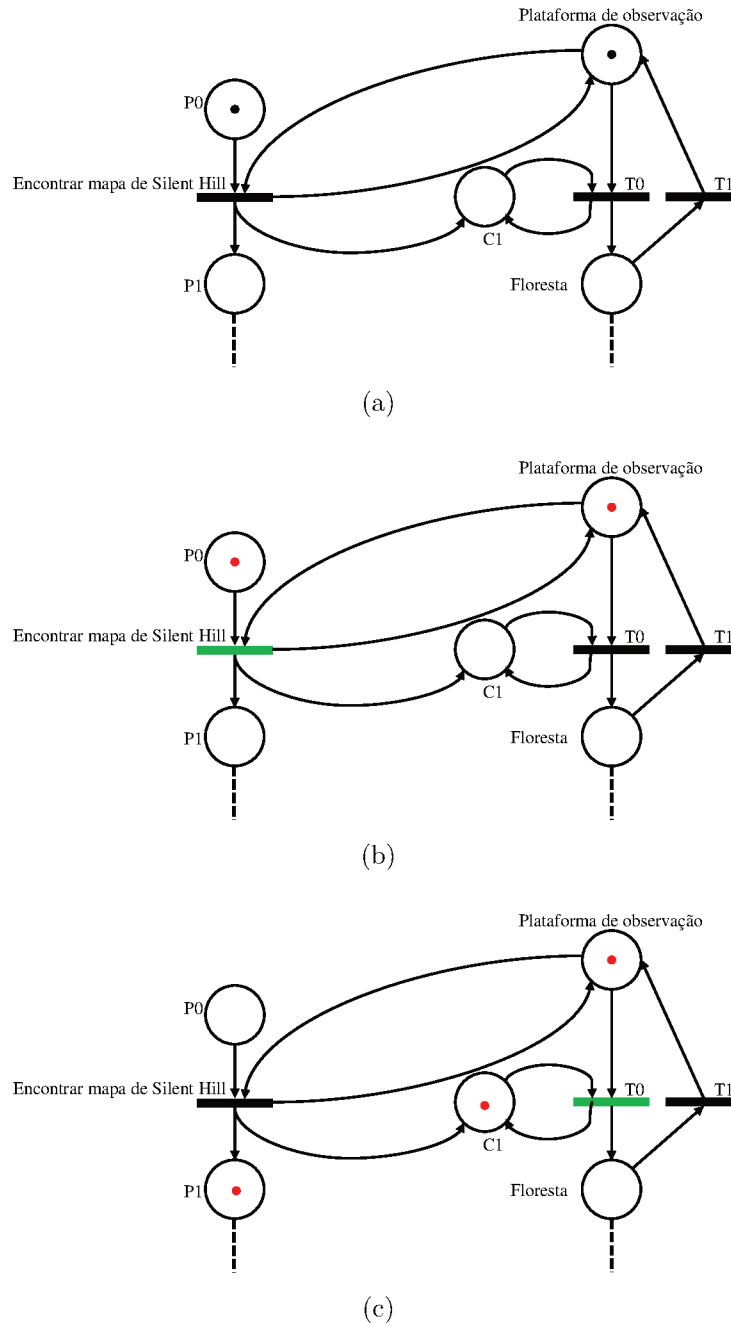 Plataforma de observação
P0
Encontrar mapa de Silent Hill
T0
T1
C1
P1
Floresta
(a)
Plataforma de observação
P0
Encontrar mapa de Silent Hill
T0
T1
C1
P1
Floresta
(b)
Plataforma de observação
P0
Encontrar mapa de Silent Hill
T0
T1
C1
P1
Floresta
(c)